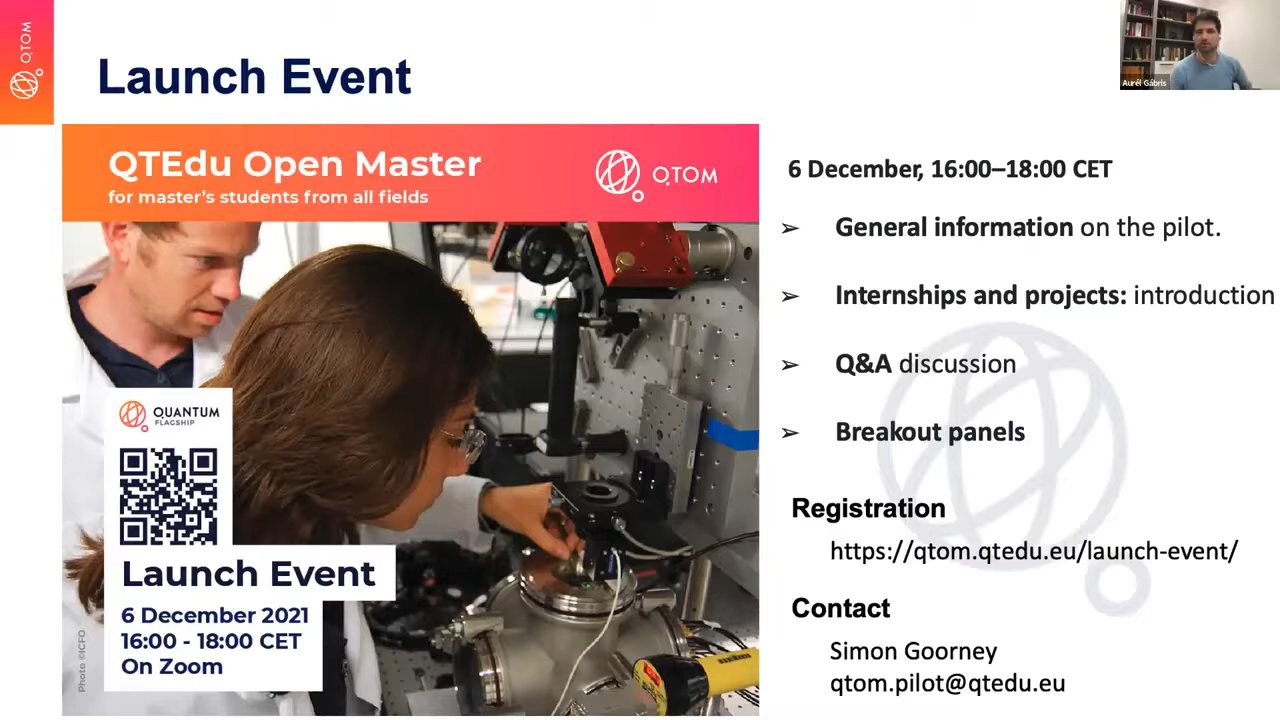 QTOM
Launch Event
Aurél Gábris
QTEdu Open Master
for master's students from all fields
QTOM
QUANTUM
FLAGSHIP
Launch Event
6 December 2021
16:00 - 18:00 CET
On Zoom
Photo ©ICFO
6 December, 16:00–18:00 CET
➢ General information on the pilot.
➢ Internships and projects: introduction
➢ Q&A discussion
➢ Breakout panels
Registration
https://qtom.qtedu.eu/launch-event/
Contact
Simon Goorney
qtom.pilot@qtedu.eu